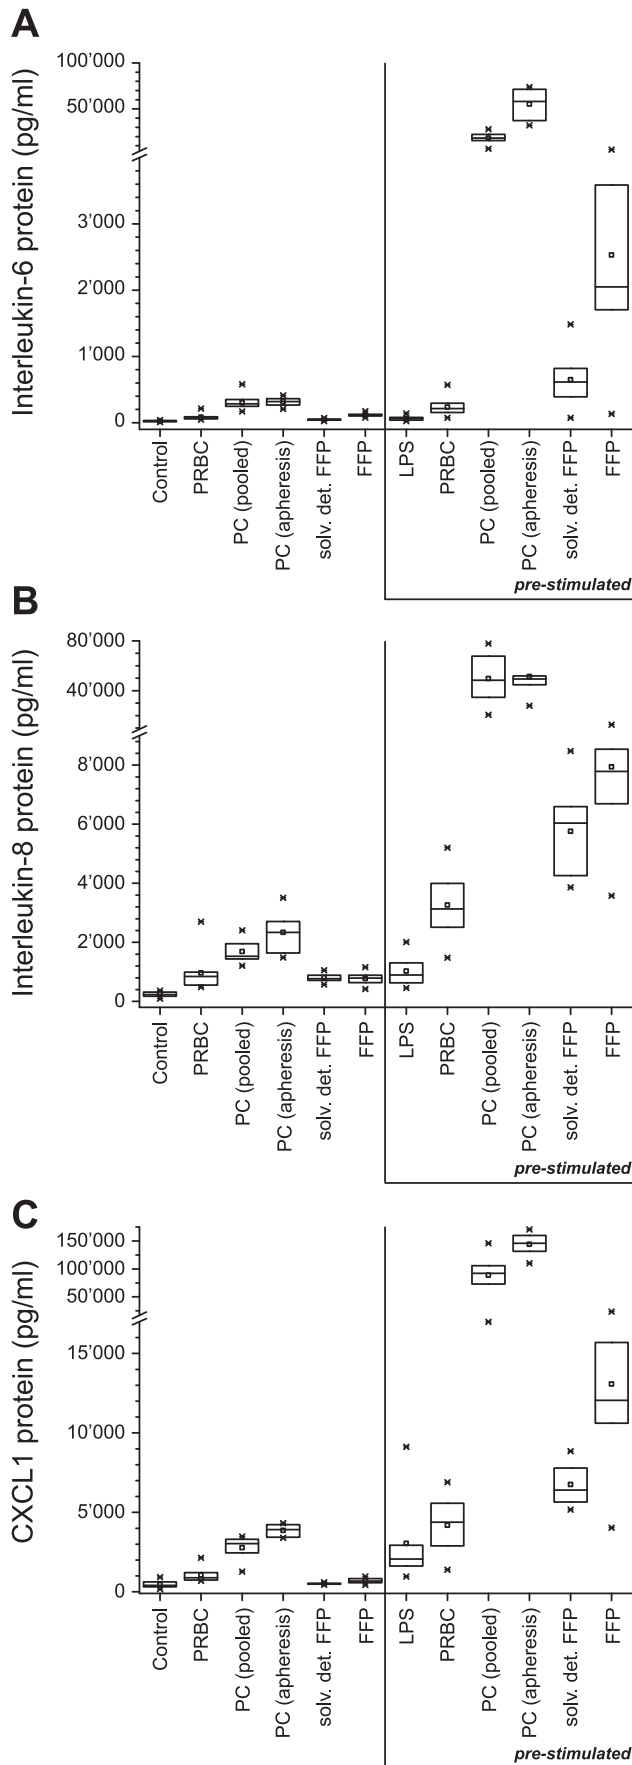 A
Interleukin-6 protein (pg/ml)
100’000
50’000
3’000
2’000
1’000
0
Control
PRBC
PC (pooled)
PC (apheresis)
solv. det. FFP
FFP
LPS
PRBC
PC (pooled)
PC (apheresis)
solv. det. FFP
FFP
pre-stimulated
B
Interleukin-8 protein (pg/ml)
80’000
40’000
8’000
6’000
4’000
2’000
0
Control
PRBC
PC (pooled)
PC (apheresis)
solv. det. FFP
FFP
LPS
PRBC
PC (pooled)
PC (apheresis)
solv. det. FFP
FFP
pre-stimulated
C
CXCL1 protein (pg/ml)
150’000
100’000
50’000
15’000
10’000
5’000
0
Control
PRBC
PC (pooled)
PC (apheresis)
solv. det. FFP
FFP
LPS
PRBC
PC (pooled)
PC (apheresis)
solv. det. FFP
FFP
pre-stimulated